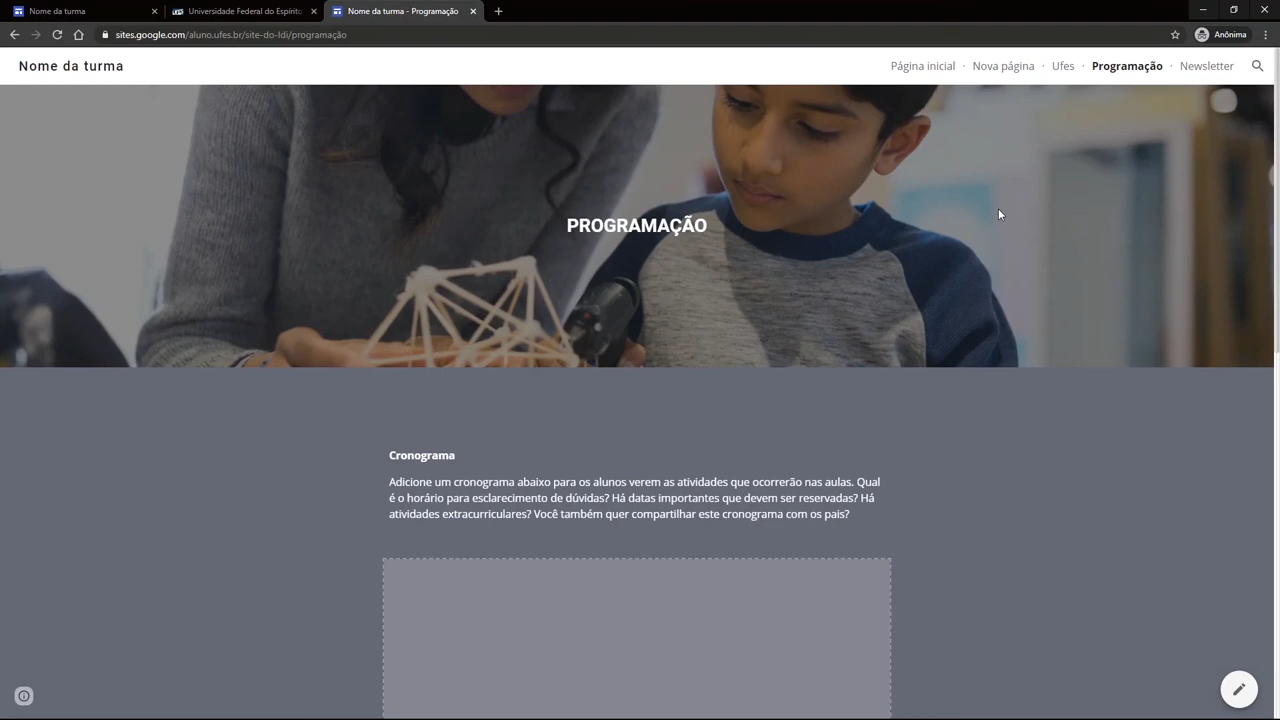 Nome da turma
Universidade Federal do Espírito
Nome da turma - Programação
sites.google.com/aluno.ufes.br/site-do-ldi/programação
Anônima
Nome da turma
Página inicial · Nova página · Ufes · Programação · Newsletter
PROGRAMAÇÃO
Cronograma
Adicione um cronograma abaixo para os alunos verem as atividades que ocorrerão nas aulas. Qual
é o horário para esclarecimento de dúvidas? Há datas importantes que devem ser reservadas? Há
atividades extracurriculares? Você também quer compartilhar este cronograma com os pais?